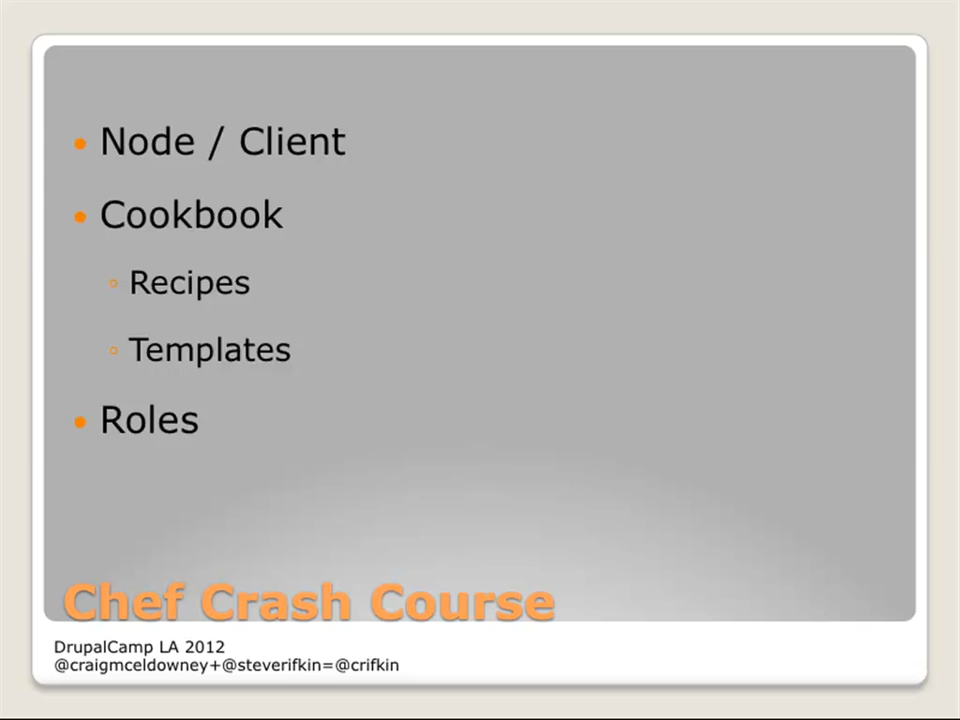 Node / Client
Cookbook
Recipes
Templates
Roles
Chef Crash Course
DrupalCamp LA 2012
@craigmceldowney+@steverifkin=@crifkin